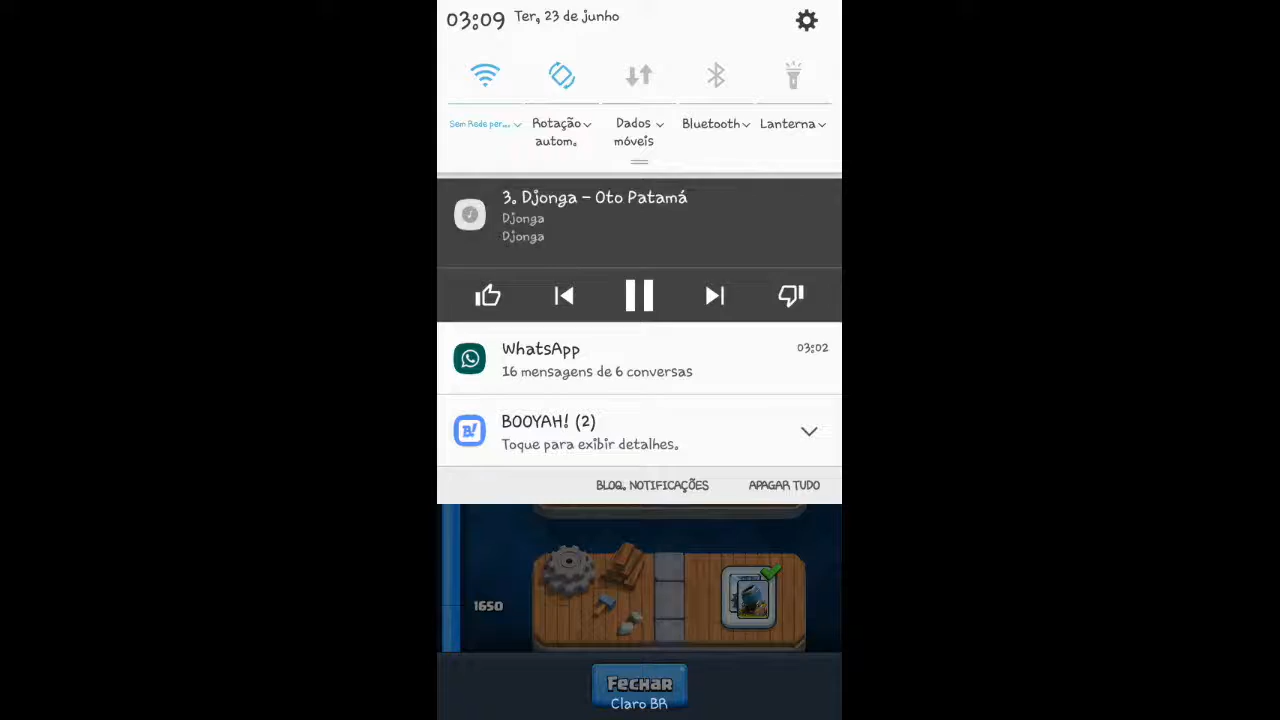 03:09 Ter, 23 de junho
Sem Rede per... Rotação autom. Dados móveis Bluetooth Lanterna
3. Djonga - Oto Patamá
Djonga
Djonga
WhatsApp 03:02
16 mensagens de 6 conversas
B! BOOYAH! (2)
Toque para exibir detalhes.
BLOQ. NOTIFICAÇÕES APAGAR TUDO
1650
Fechar
Claro BR